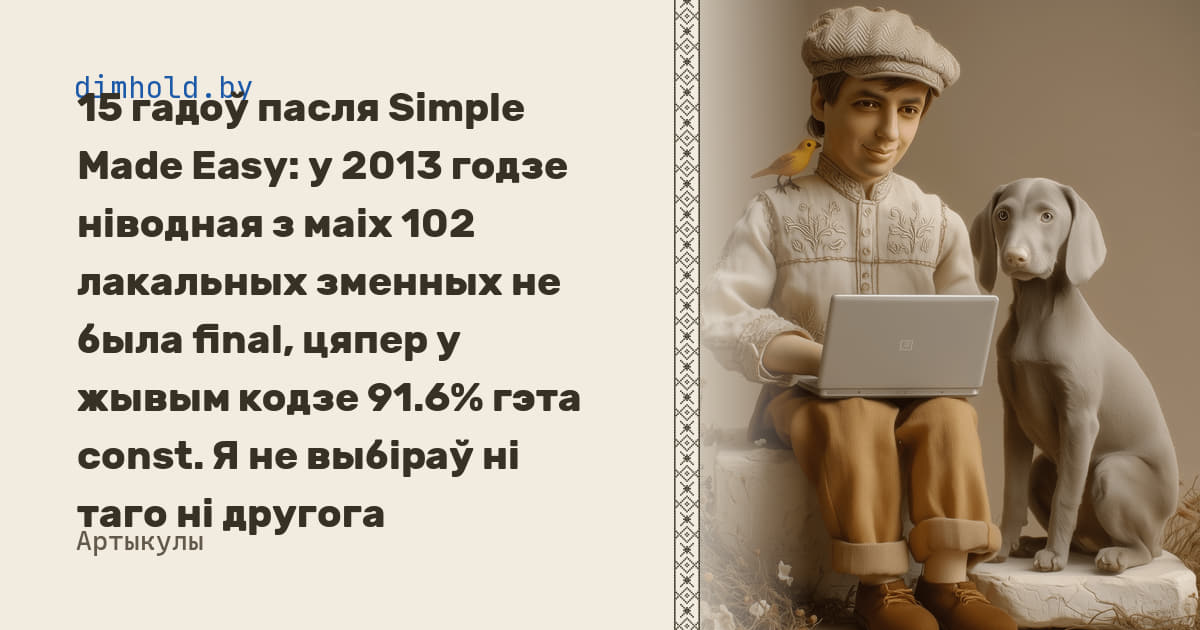 dimhold.by
15 гадоў пасля Simple
Made Easy: у 2013 годзе
ніводная з маіх 102
лакальных зменных не
была final, цяпер у
жывым кодзе 91.6% гэта
const. Я не выбіраў ні
таго ні другога
Артыкулы